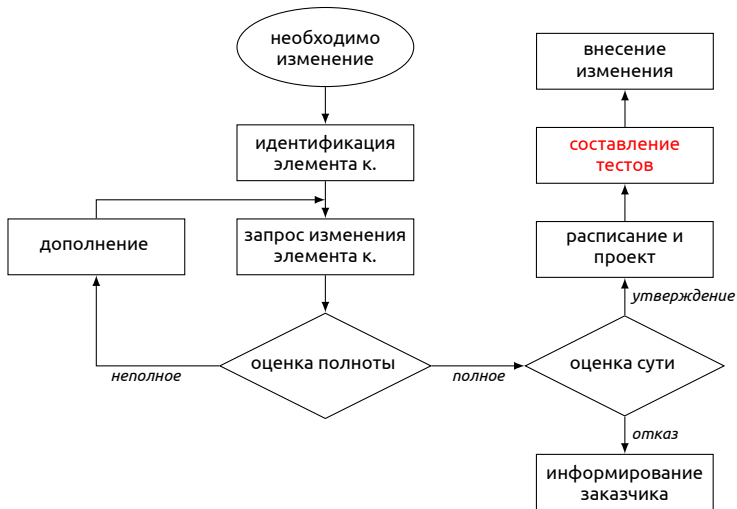 необходимо
изменение
идентификация
элемента к.
запрос изменения
элемента к.
дополнение
оценка полноты
неполное
полное
оценка сути
утверждение
отказ
расписание и
проект
составление
тестов
внесение
изменения
информирование
заказчика